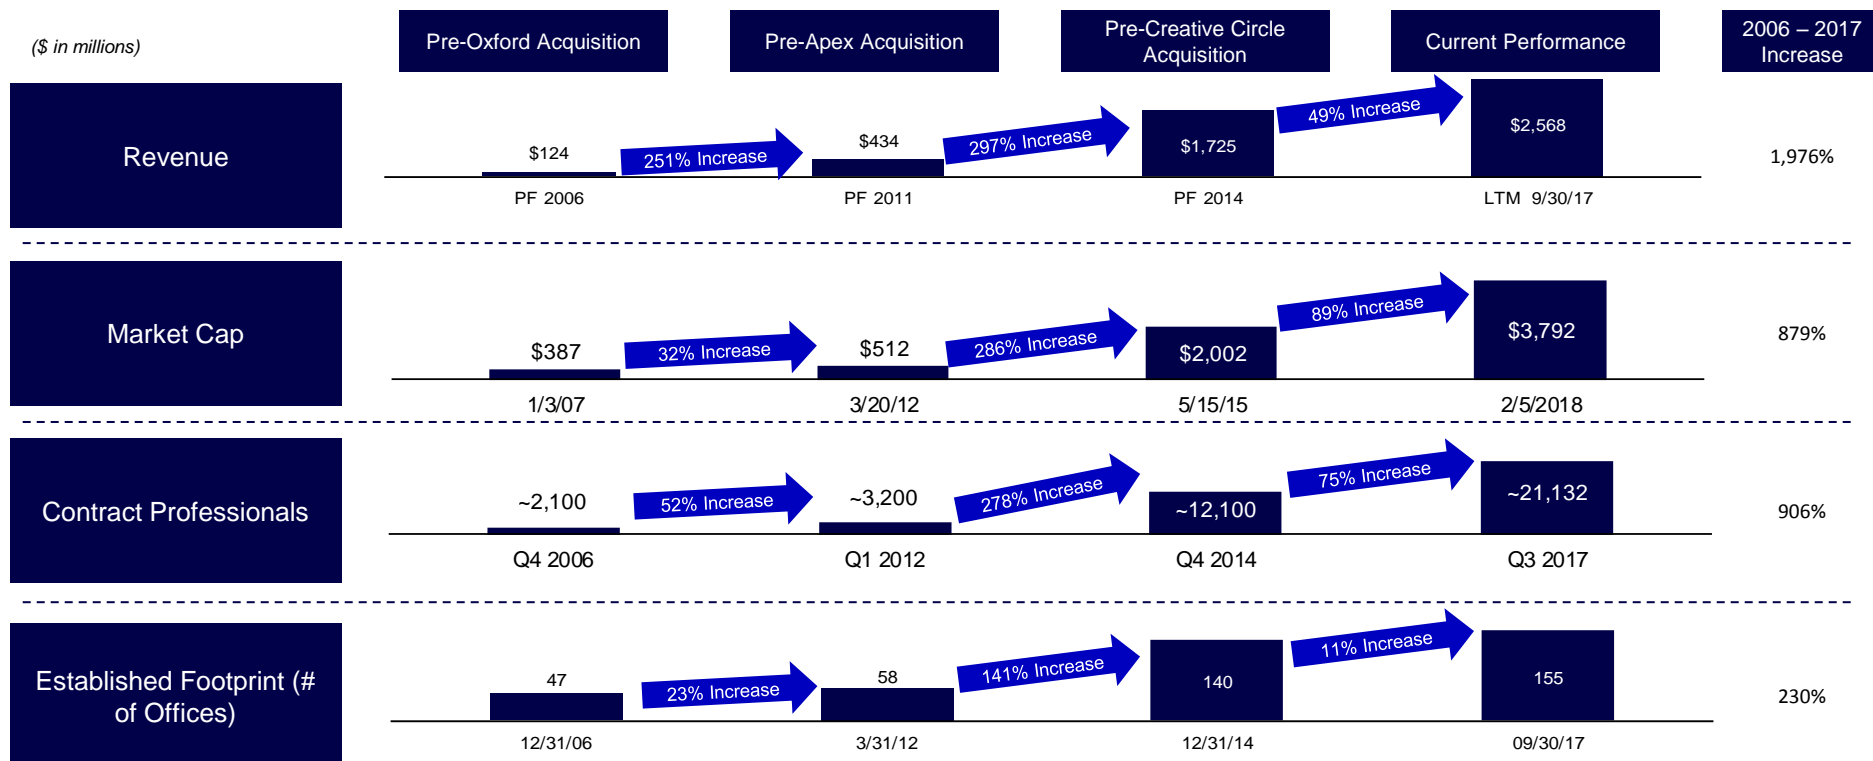 ($ in millions)
Pre-Oxford Acquisition
Pre-Apex Acquisition
Pre-Creative Circle
Acquisition
Current Performance
2006 – 2017
Increase
Revenue
$124
251% Increase
$434
297% Increase
$1,725
49% Increase
$2,568
1,976%
PF 2006
PF 2011
PF 2014
LTM 9/30/17
Market Cap
$387
32% Increase
$512
286% Increase
$2,002
89% Increase
$3,792
879%
1/3/07
3/20/12
5/15/15
2/5/2018
Contract Professionals
~2,100
52% Increase
~3,200
278% Increase
~12,100
75% Increase
~21,132
906%
Q4 2006
Q1 2012
Q4 2014
Q3 2017
Established Footprint (#
of Offices)
47
23% Increase
58
141% Increase
140
11% Increase
155
230%
12/31/06
3/31/12
12/31/14
09/30/17